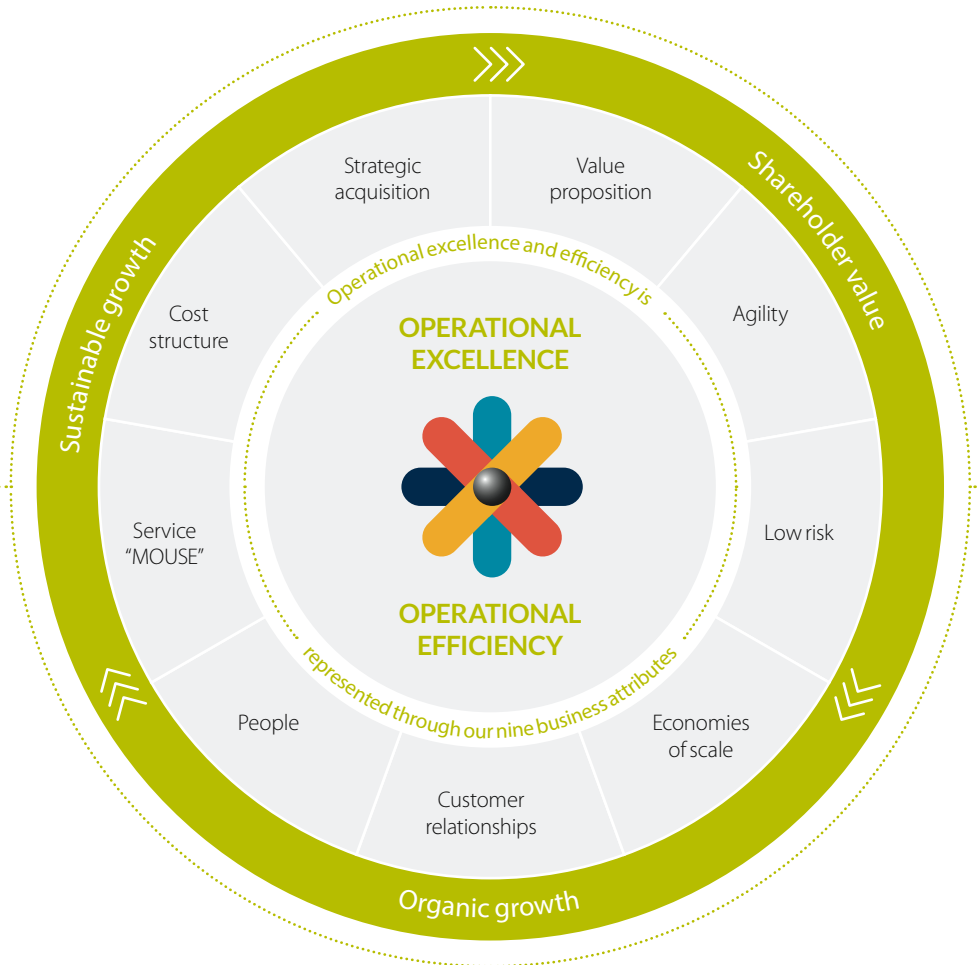 Shareholder value
Organic growth
Sustainable growth
Strategic
acquisition
Value
proposition
Agility
Low risk
Economies
of scale
Customer
relationships
People
Service
“MOUSE”
Cost
structure
Operational excellence and efficiency is
represented through our nine business attributes
OPERATIONAL
EXCELLENCE
OPERATIONAL
EFFICIENCY